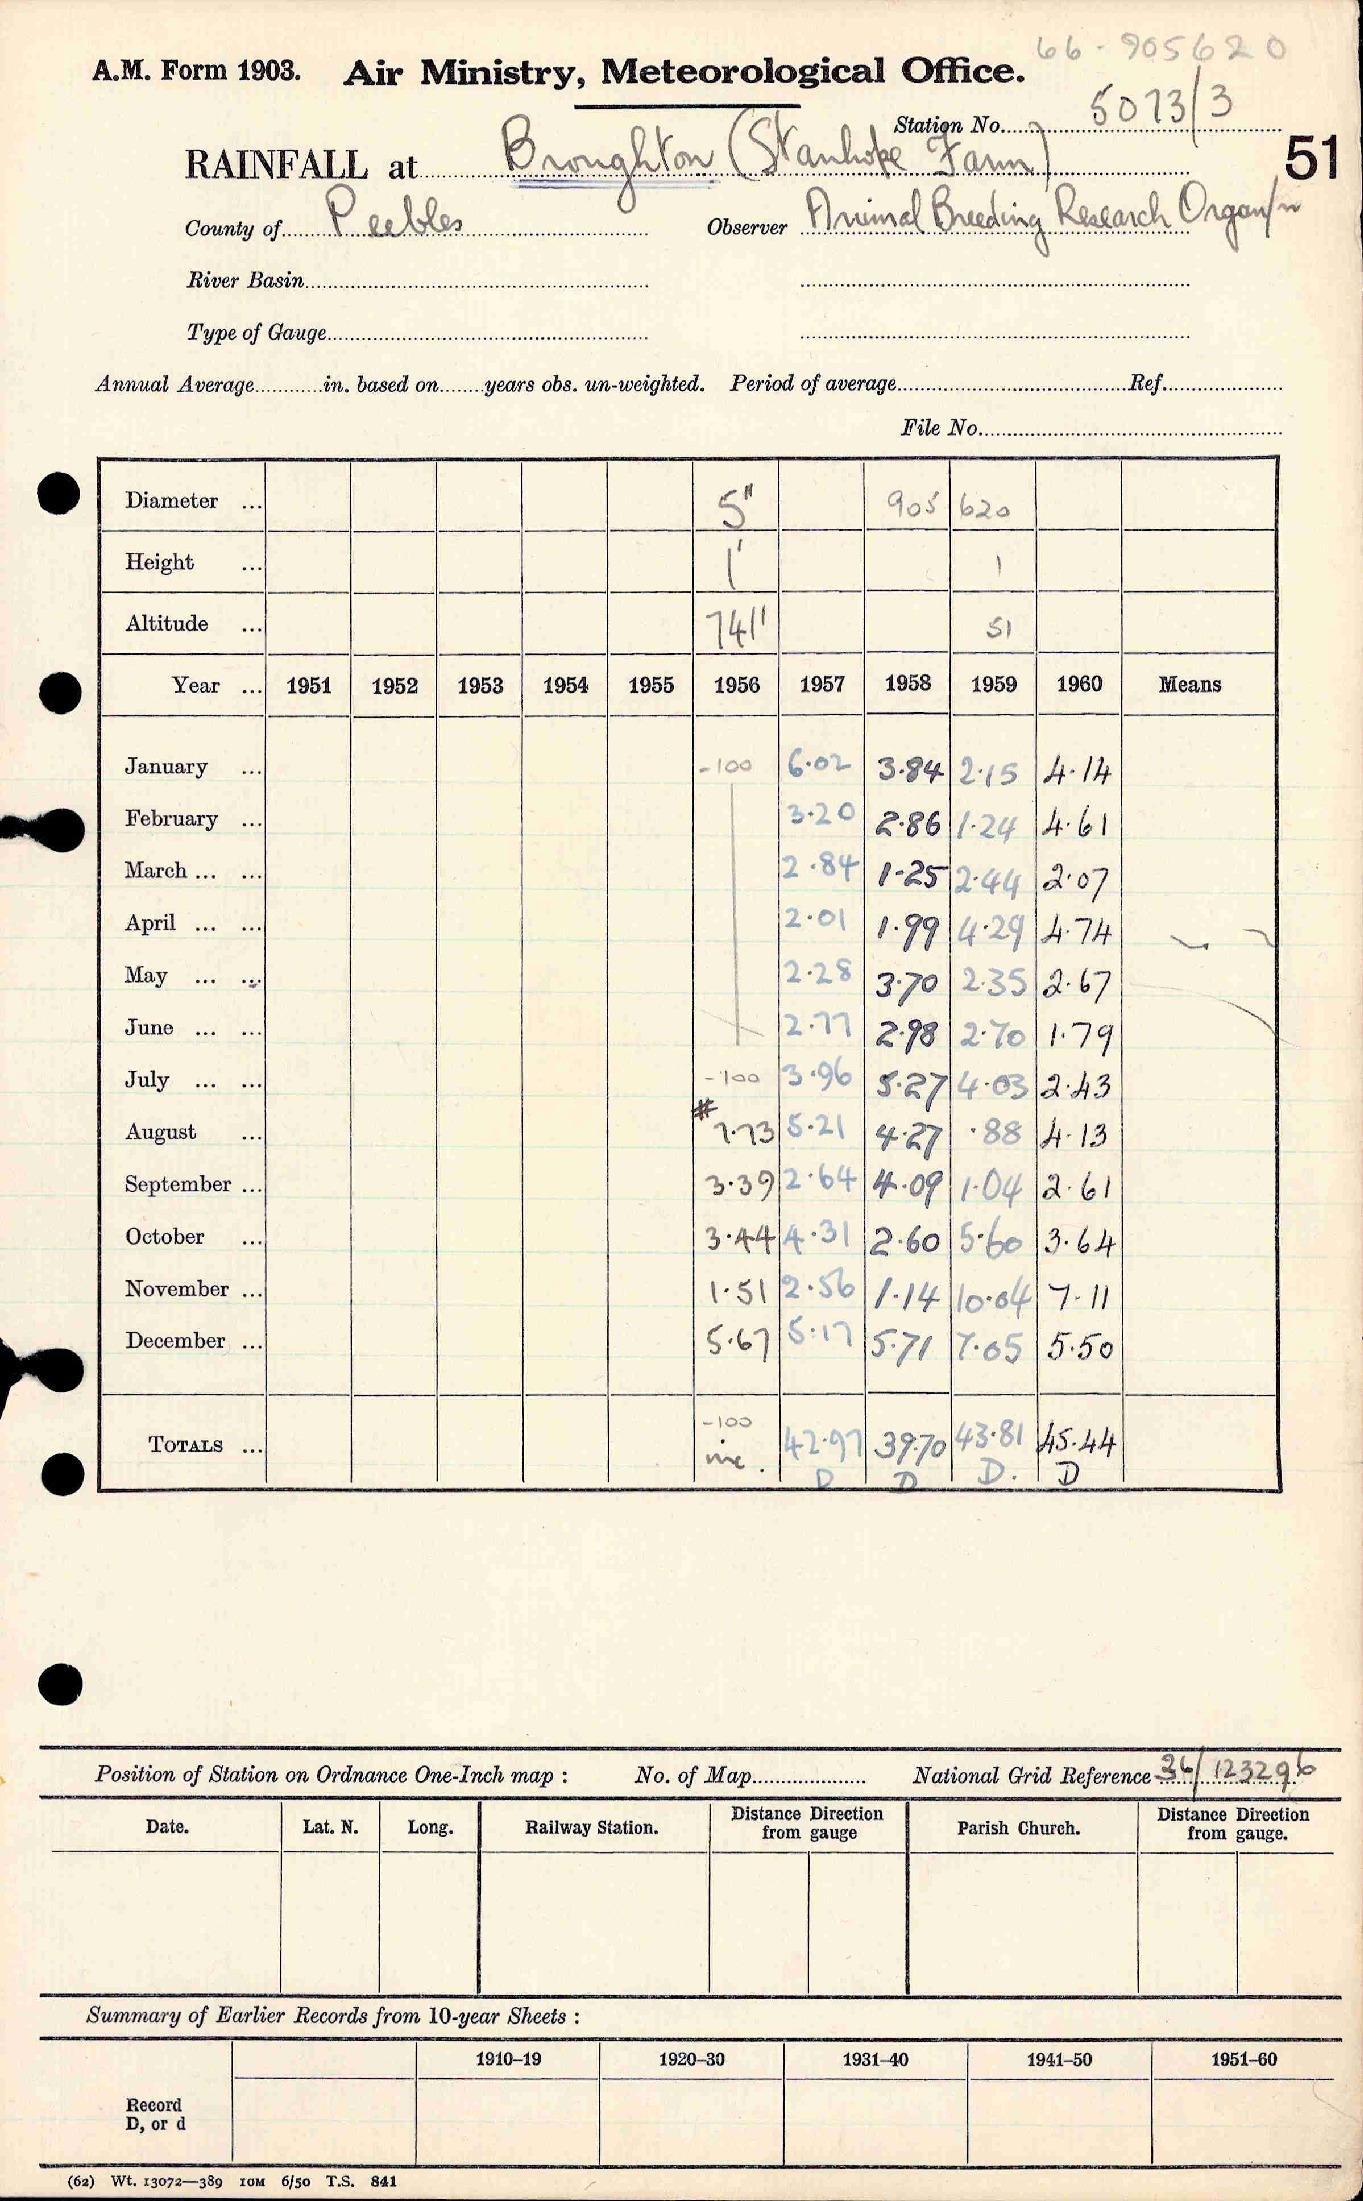 66-905620
A.M. Form 1903. Air Ministry, Meteorological Office.
Station No. 5073/3
RAINFALL at Broughton (Stanhope Farm) 51
County of Peebles Observer Animal Breeding Research Organ/n
River Basin
Type of Gauge
Annual Average in. based on years obs. un-weighted. Period of average Ref.
File No.
Diameter ... 5" 905 620
Height ... 1' 1
Altitude ... 741' 51
Year ... 1951 1952 1953 1954 1955 1956 1957 1958 1959 1960 Means
January ... -100 6.02 3.84 2.15 4.14
February ... 3.20 2.86 1.24 4.61
March ... ... 2.84 1.25 2.44 2.07
April ... ... 2.01 1.99 4.29 4.74
May ... ... 2.28 3.70 2.35 2.67
June ... ... 2.77 2.98 2.70 1.79
July ... ... -100 3.96 5.27 4.03 2.43
August ... # 7.73 5.21 4.27 .88 4.13
September ... 3.39 2.64 4.09 1.04 2.61
October ... 3.44 4.31 2.60 5.60 3.64
November ... 1.51 2.56 1.14 10.04 7.11
December ... 5.67 5.17 5.71 7.05 5.50
-100
TOTALS ... inc. 42.97 39.70 43.81 45.44
D D D. D
Position of Station on Ordnance One-Inch map : No. of Map National Grid Reference 36/123296
Date. Lat. N. Long. Railway Station. Distance Direction from gauge Parish Church. Distance Direction from gauge.
Summary of Earlier Records from 10-year Sheets :
1910-19 1920-30 1931-40 1941-50 1951-60
Record
D, or d
(62) Wt. 13072—389 10M 6/50 T.S. 841